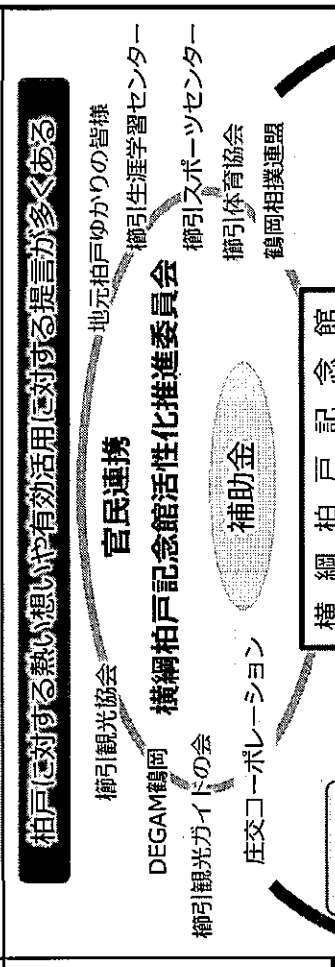 柏戸に対する熱い想いや有効活用に対する提言が多くある
地元柏戸ゆかりの皆様
櫛引生涯学習センター
櫛引スポーツセンター
櫛引体育協会
鶴岡相撲連盟
官民連携
横綱柏戸記念館活性化推進委員会
補助金
櫛引観光協会
DEGAM鶴岡
櫛引観光ガイドの会
庄交コーポレーション
横綱柏戸記念館